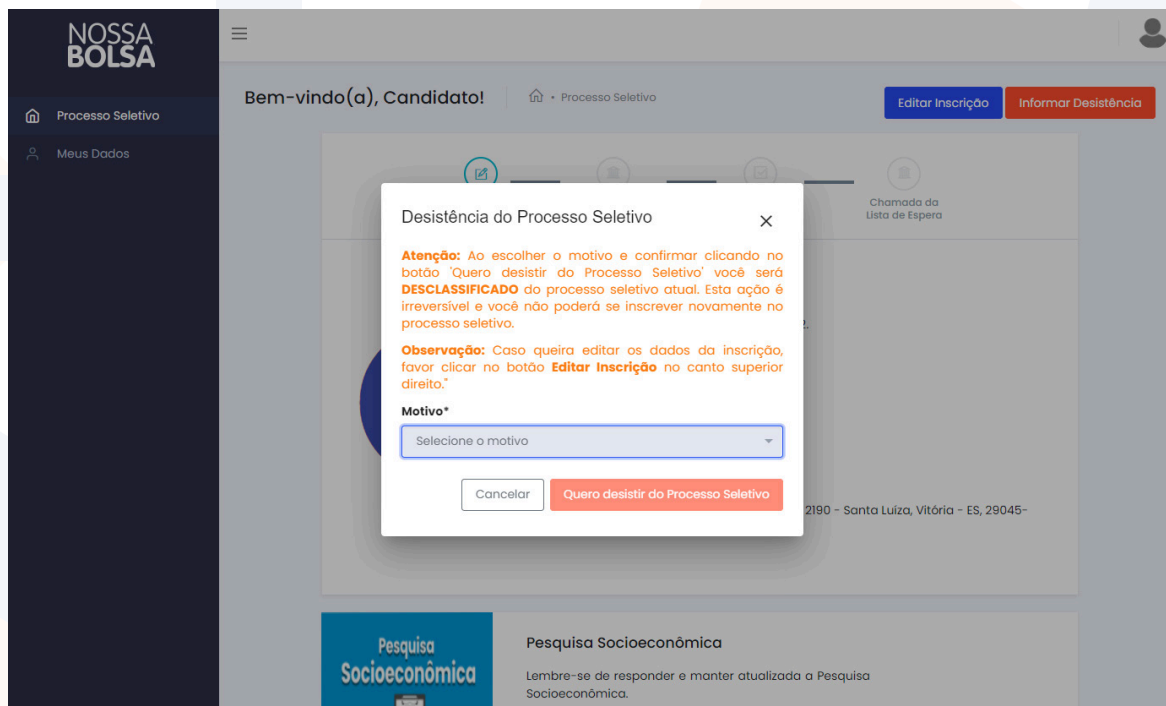 NOSSA
BOLSA
Processo Seletivo
Meus Dados
Bem-vindo(a), Candidato!
• Processo Seletivo
Editar Inscrição
Informar Desistência
Chamada da
Lista de Espera
Desistência do Processo Seletivo
Atenção: Ao escolher o motivo e confirmar clicando no
botão 'Quero desistir do Processo Seletivo' você será
DESCLASSIFICADO do processo seletivo atual. Esta ação é
irreversível e você não poderá se inscrever novamente no
processo seletivo.
Observação: Caso queira editar os dados da inscrição,
favor clicar no botão Editar Inscrição no canto superior
direito."
Motivo*
Selecione o motivo
Cancelar
Quero desistir do Processo Seletivo
2190 - Santa Luíza, Vitória - ES, 29045-
Pesquisa
Socioeconômica
Pesquisa Socioeconômica
Lembre-se de responder e manter atualizada a Pesquisa
Socioeconômica.